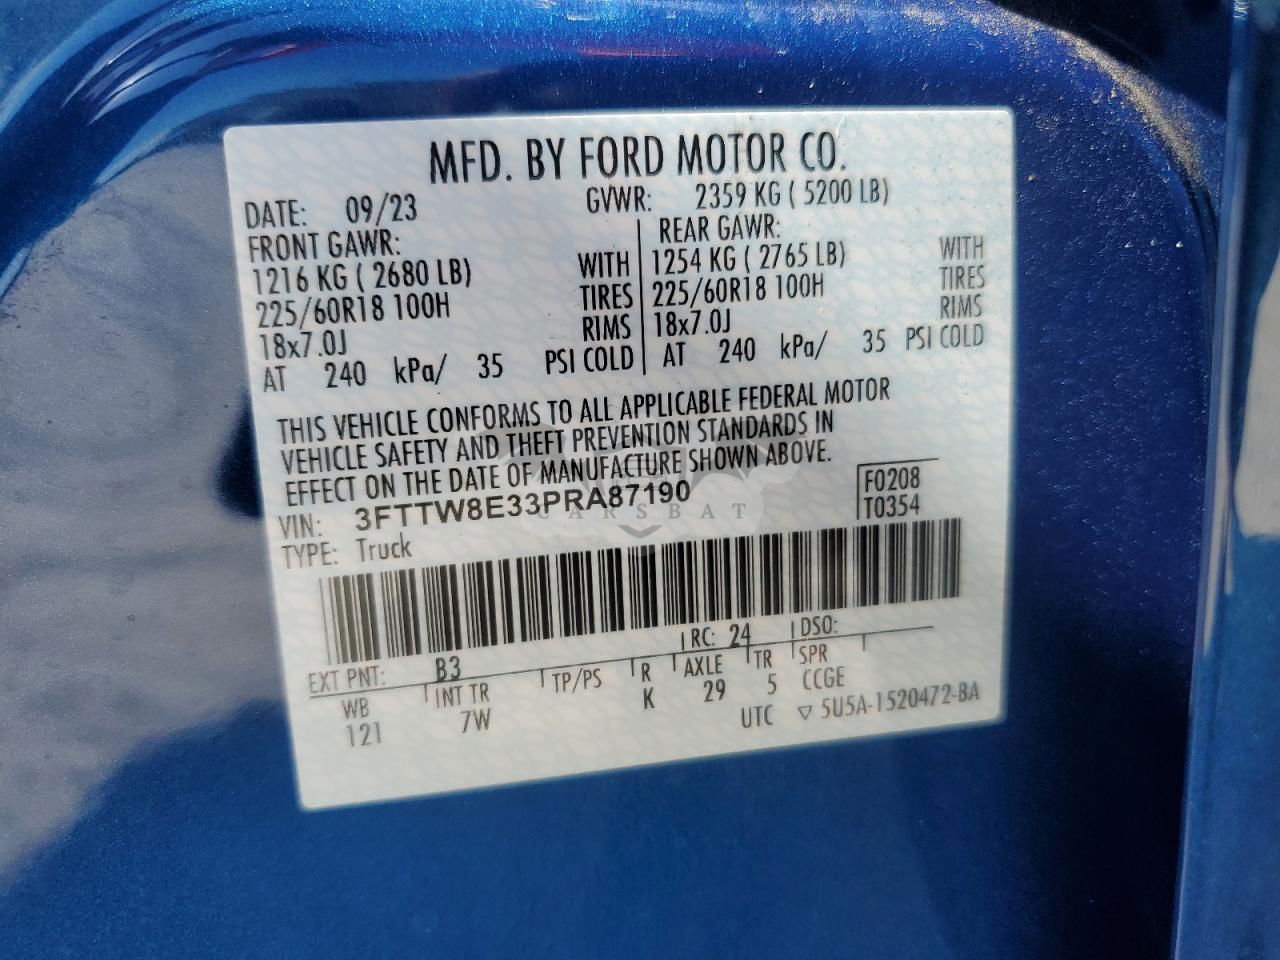 MFD. BY FORD MOTOR CO.
DATE: 09/23 GVWR: 2359 KG ( 5200 LB)
FRONT GAWR: REAR GAWR:
1216 KG ( 2680 LB) WITH 1254 KG ( 2765 LB) WITH
225/60R18 100H TIRES 225/60R18 100H TIRES
18x7.0J RIMS 18x7.0J RIMS
AT 240 kPa/ 35 PSI COLD AT 240 kPa/ 35 PSI COLD
THIS VEHICLE CONFORMS TO ALL APPLICABLE FEDERAL MOTOR
VEHICLE SAFETY AND THEFT PREVENTION STANDARDS IN
EFFECT ON THE DATE OF MANUFACTURE SHOWN ABOVE.
VIN: 3FTTW8E33PRA87190 F0208
TYPE: Truck T0354
CARSBAT
EXT PNT: B3 RC: 24 DSO:
WB INT TR TP/PS R AXLE TR SPR
121 7W K 29 5 CCGE
UTC ▽ 5U5A-1520472-BA